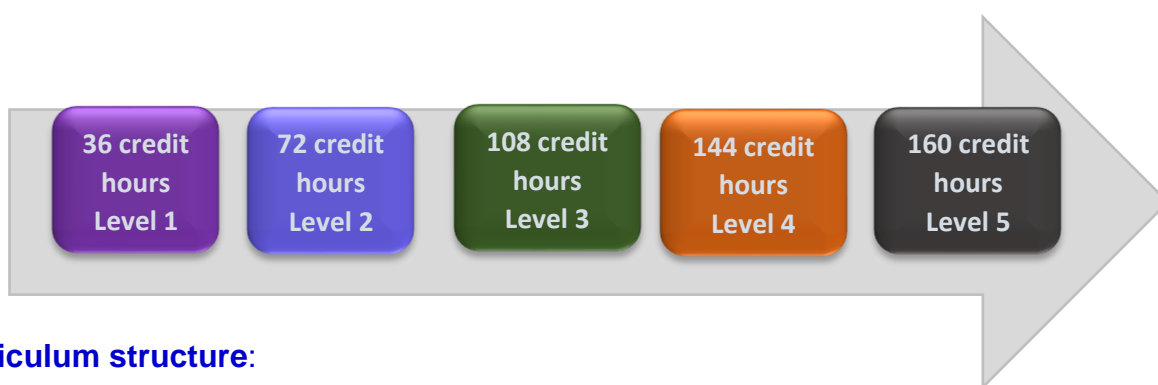 36 credit
hours
Level 1
72 credit
hours
Level 2
108 credit
hours
Level 3
144 credit
hours
Level 4
160 credit
hours
Level 5
iculum structure: